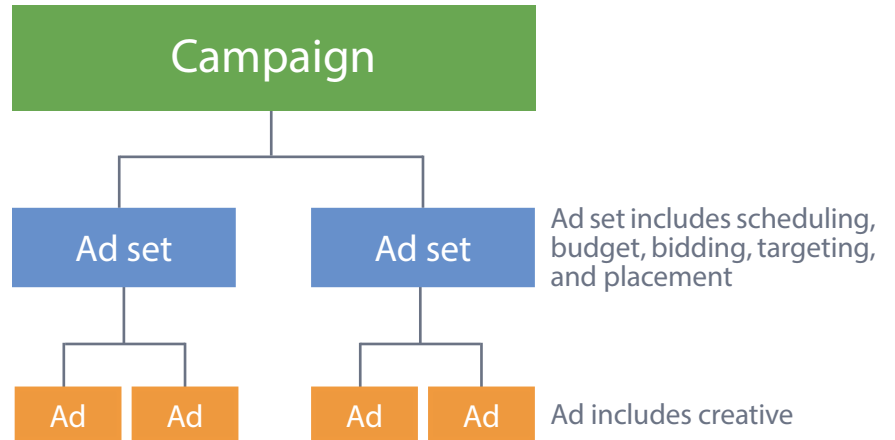 Campaign
Ad set
Ad set
Ad set includes scheduling,
budget, bidding, targeting,
and placement
Ad
Ad
Ad
Ad
Ad includes creative